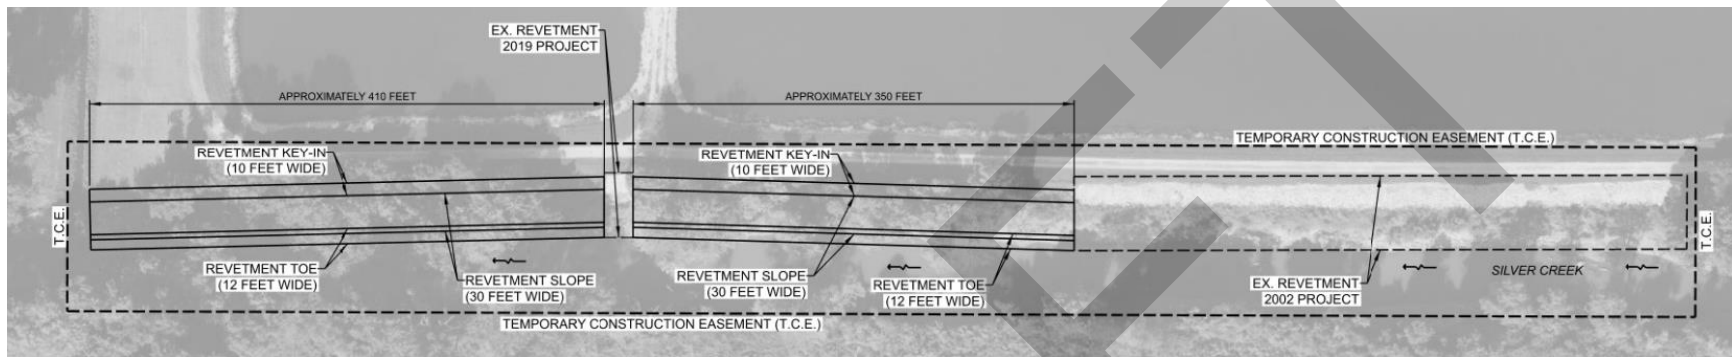 EX. REVETMENT
2019 PROJECT
APPROXIMATELY 410 FEET
APPROXIMATELY 350 FEET
TEMPORARY CONSTRUCTION EASEMENT (T.C.E.)
REVETMENT KEY-IN
(10 FEET WIDE)
REVETMENT KEY-IN
(10 FEET WIDE)
T.C.E.
T.C.E.
REVETMENT TOE
(12 FEET WIDE)
REVETMENT SLOPE
(30 FEET WIDE)
REVETMENT SLOPE
(30 FEET WIDE)
REVETMENT TOE
(12 FEET WIDE)
EX. REVETMENT
2002 PROJECT
SILVER CREEK
TEMPORARY CONSTRUCTION EASEMENT (T.C.E.)